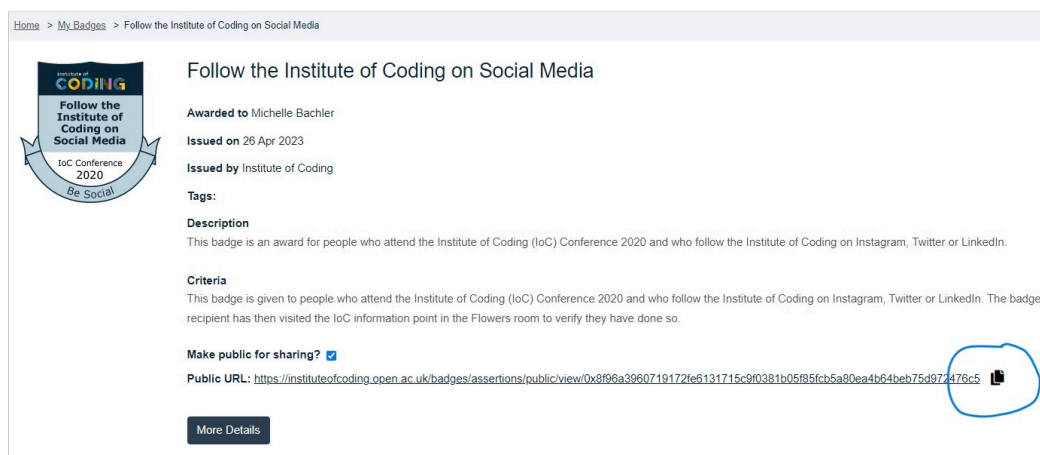 Home > My Badges > Follow the Institute of Coding on Social Media
institute of
CODiNG
Follow the
Institute of
Coding on
Social Media
IoC Conference
2020
Be Social
Follow the Institute of Coding on Social Media
Awarded to Michelle Bachler
Issued on 26 Apr 2023
Issued by Institute of Coding
Tags:
Description
This badge is an award for people who attend the Institute of Coding (IoC) Conference 2020 and who follow the Institute of Coding on Instagram, Twitter or LinkedIn.
Criteria
This badge is given to people who attend the Institute of Coding (IoC) Conference 2020 and who follow the Institute of Coding on Instagram, Twitter or LinkedIn. The badge
recipient has then visited the IoC information point in the Flowers room to verify they have done so.
Make public for sharing?
Public URL: https://instituteofcoding.open.ac.uk/badges/assertions/public/view/0x8f96a3960719172fe6131715c9f0381b05f85fcb5a80ea4b64beb75d972476c5
More Details